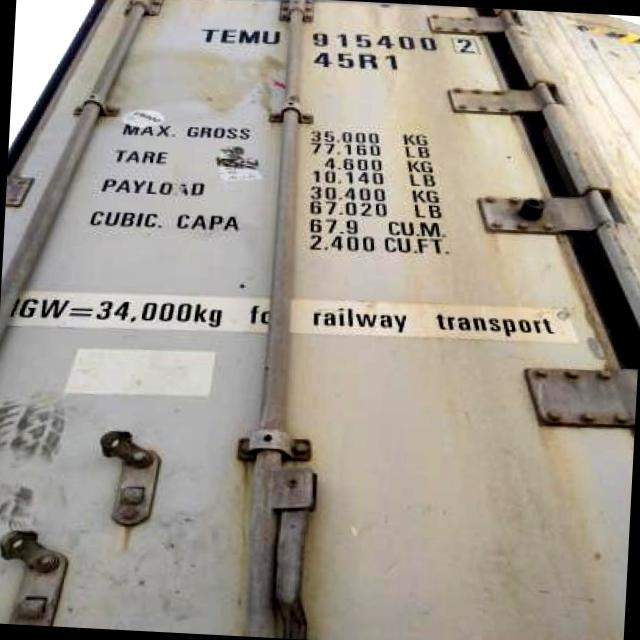 TEMU 915400 2
45R1
MAX. GROSS 35.000 KG
77.160 LB
TARE 4.600 KG
10.140 LB
PAYLOAD 30.400 KG
67.020 LB
CUBIC. CAPA 67.9 CU.M.
2.400 CU.FT.
GW=34,000kg railway transport